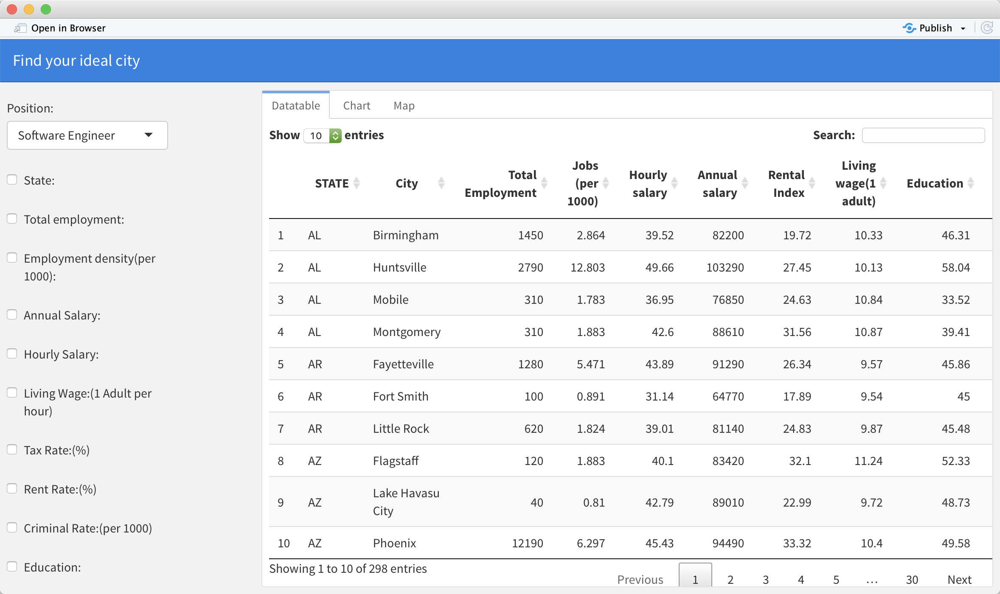 Open in Browser
Publish
Find your ideal city
Position:
Software Engineer
State:
Total employment:
Employment density(per
1000):
Annual Salary:
Hourly Salary:
Living Wage:(1 Adult per
hour)
Tax Rate:(%)
Rent Rate:(%)
Criminal Rate:(per 1000)
Education:
Datatable Chart Map
Show 10 entries
Search:
STATE City Total Employment Jobs (per 1000) Hourly salary Annual salary Rental Index Living wage(1 adult) Education
1 AL Birmingham 1450 2.864 39.52 82200 19.72 10.33 46.31
2 AL Huntsville 2790 12.803 49.66 103290 27.45 10.13 58.04
3 AL Mobile 310 1.783 36.95 76850 24.63 10.84 33.52
4 AL Montgomery 310 1.883 42.6 88610 31.56 10.87 39.41
5 AR Fayetteville 1280 5.471 43.89 91290 26.34 9.57 45.86
6 AR Fort Smith 100 0.891 31.14 64770 17.89 9.54 45
7 AR Little Rock 620 1.824 39.01 81140 24.83 9.87 45.48
8 AZ Flagstaff 120 1.883 40.1 83420 32.1 11.24 52.33
9 AZ Lake Havasu City 40 0.81 42.79 89010 22.99 9.72 48.73
10 AZ Phoenix 12190 6.297 45.43 94490 33.32 10.4 49.58
Showing 1 to 10 of 298 entries
Previous 1 2 3 4 5 ... 30 Next